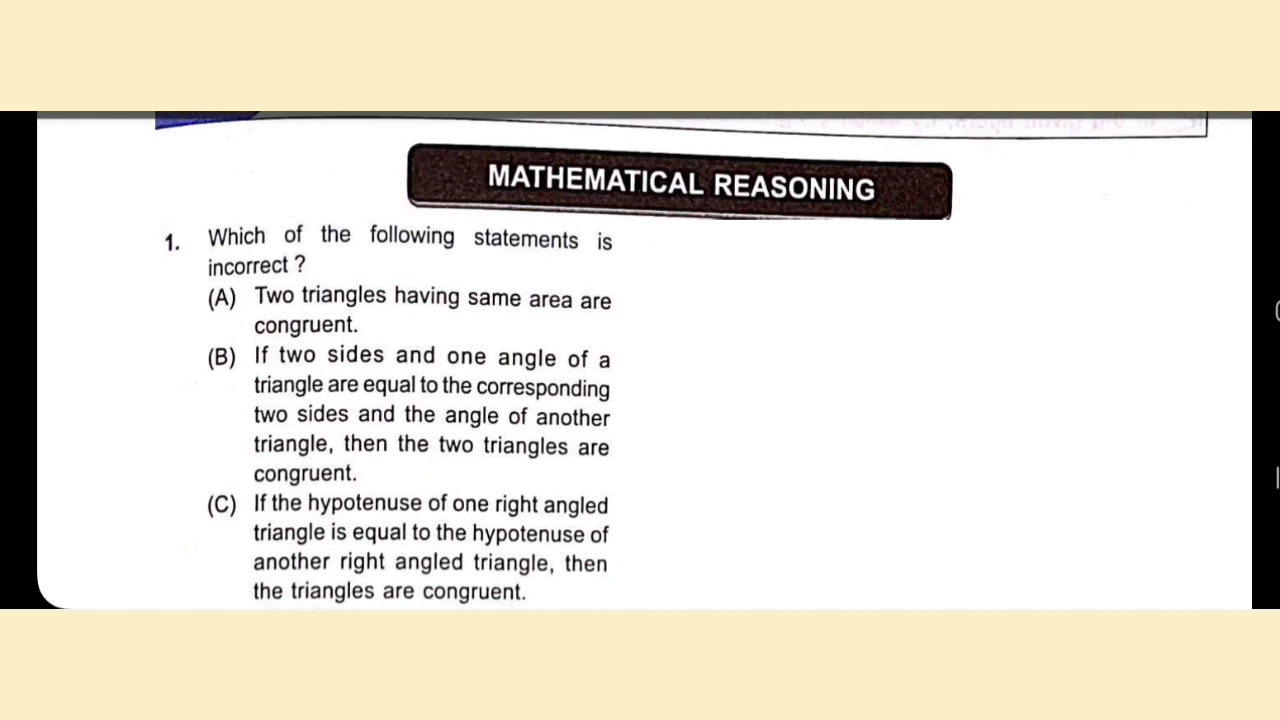 MATHEMATICAL REASONING
1. Which of the following statements is
incorrect ?
(A) Two triangles having same area are
congruent.
(B) If two sides and one angle of a
triangle are equal to the corresponding
two sides and the angle of another
triangle, then the two triangles are
congruent.
(C) If the hypotenuse of one right angled
triangle is equal to the hypotenuse of
another right angled triangle, then
the triangles are congruent.